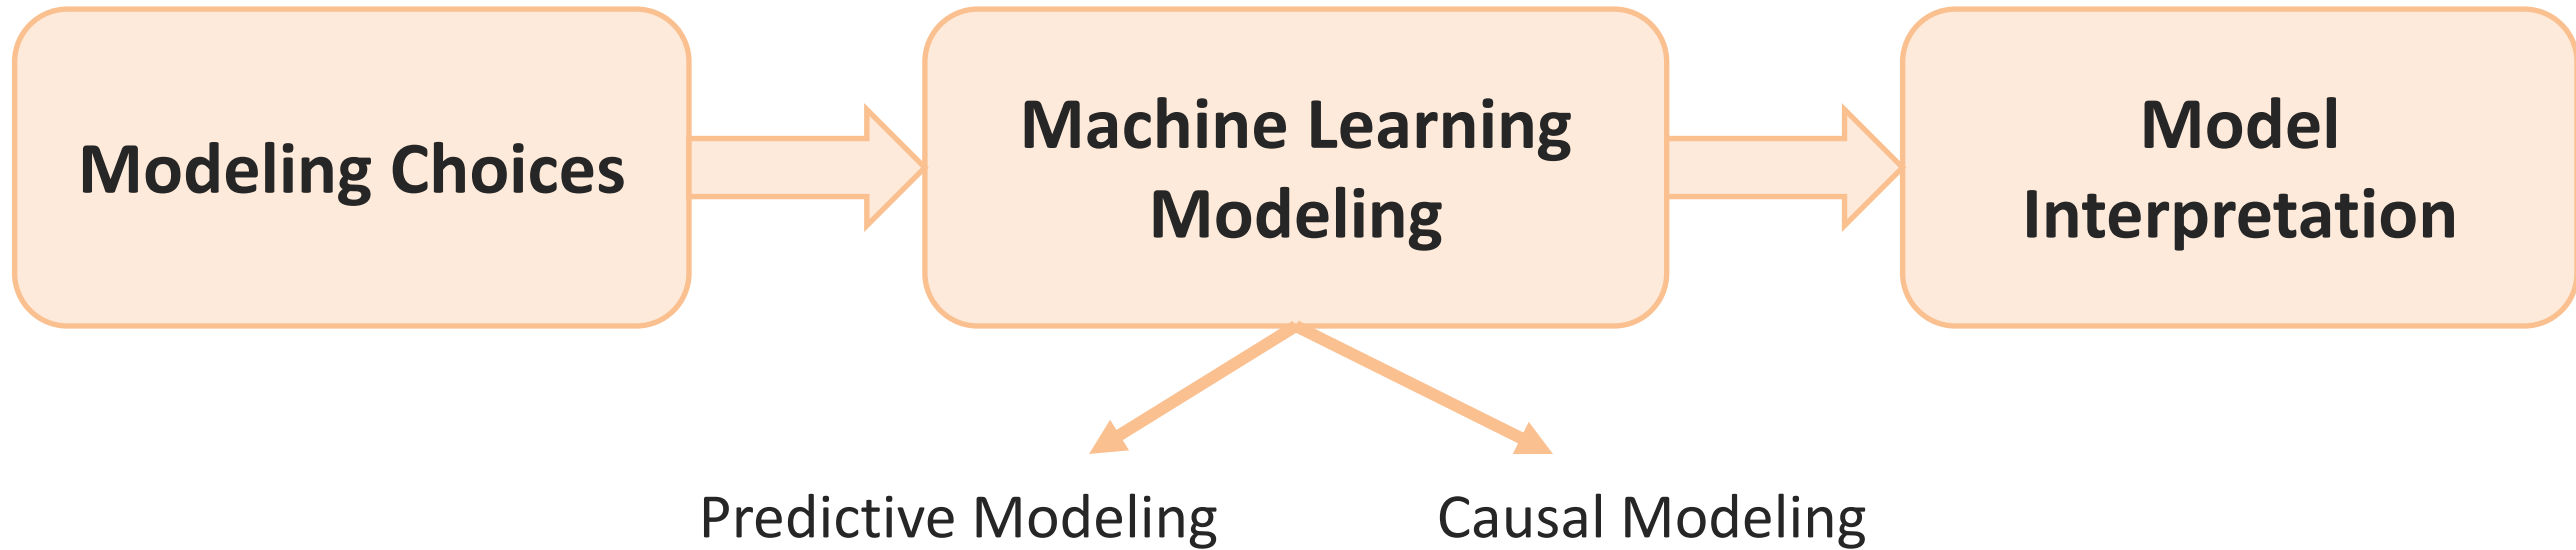 Modeling Choices
Machine Learning
Modeling
Model
Interpretation
Predictive Modeling
Causal Modeling